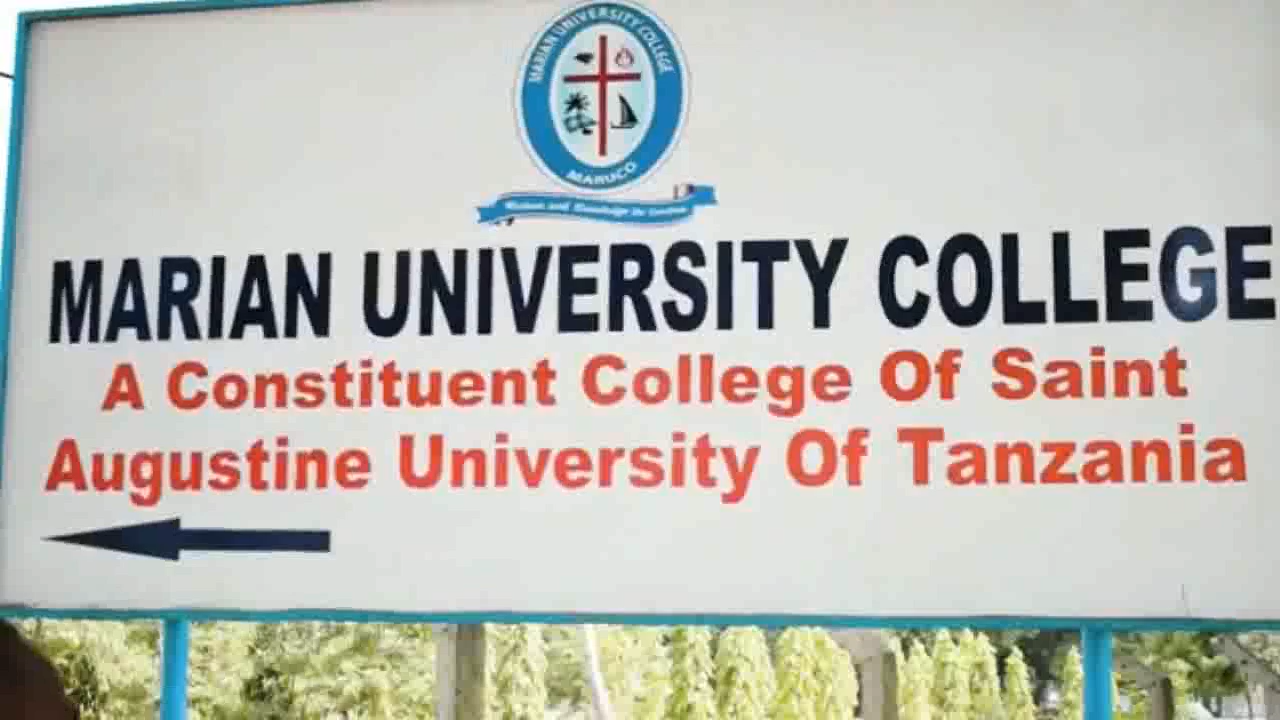 MARIAN UNIVERSITY COLLEGE
MARUCO
MARIAN UNIVERSITY COLLEGE
A Constituent College Of Saint
Augustine University Of Tanzania